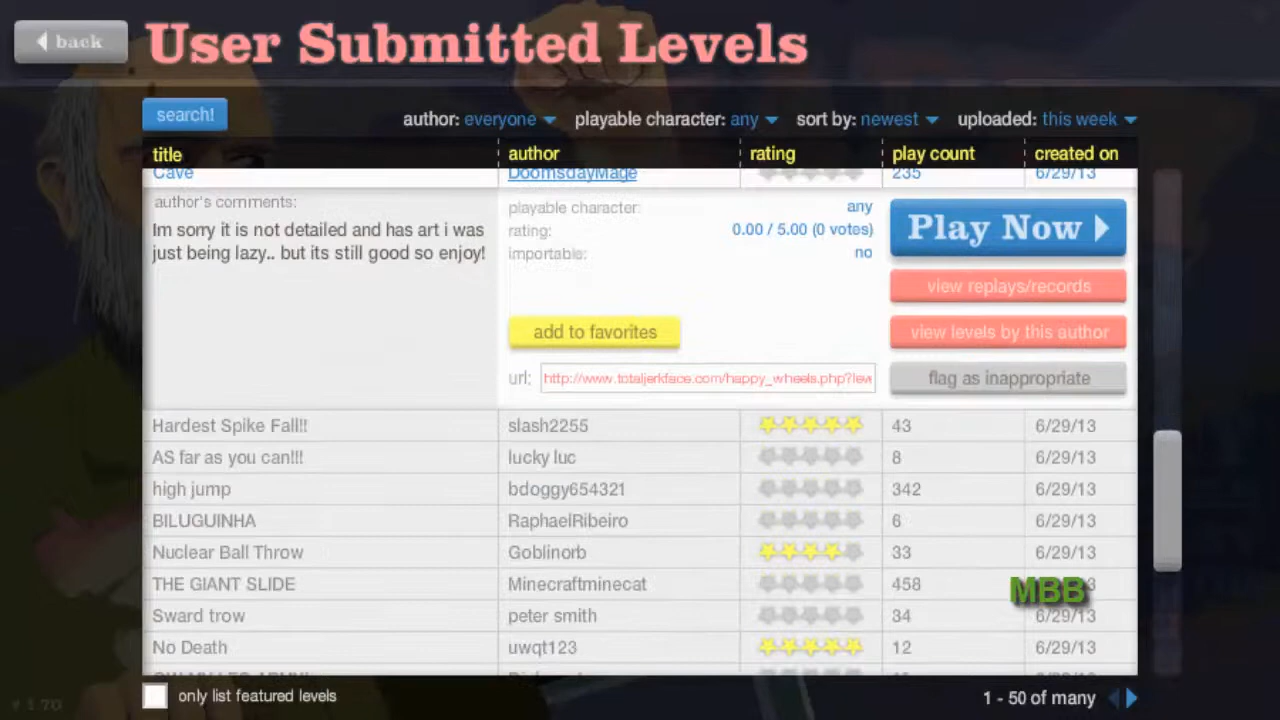 back
User Submitted Levels
search!
author: everyone
playable character: any
sort by: newest
uploaded: this week
title
author
rating
play count
created on
Cave
DoomsdayMage
235
6/29/13
author's comments:
Im sorry it is not detailed and has art i was
just being lazy.. but its still good so enjoy!
playable character: any
rating: 0.00 / 5.00 (0 votes)
importable: no
add to favorites
url: http://www.totaljerkface.com/happy_wheels.php?lev
Play Now
view replays/records
view levels by this author
flag as inappropriate
Hardest Spike Fall!! slash2255 43 6/29/13
AS far as you can!!! lucky luc 8 6/29/13
high jump bdoggy654321 342 6/29/13
BILUGUINHA RaphaelRibeiro 6 6/29/13
Nuclear Ball Throw Goblinorb 33 6/29/13
THE GIANT SLIDE Minecraftminecat 458
MBB
Sward trow peter smith 34 6/29/13
No Death uwqt123 12 6/29/13
only list featured levels
1 - 50 of many
v 1.70